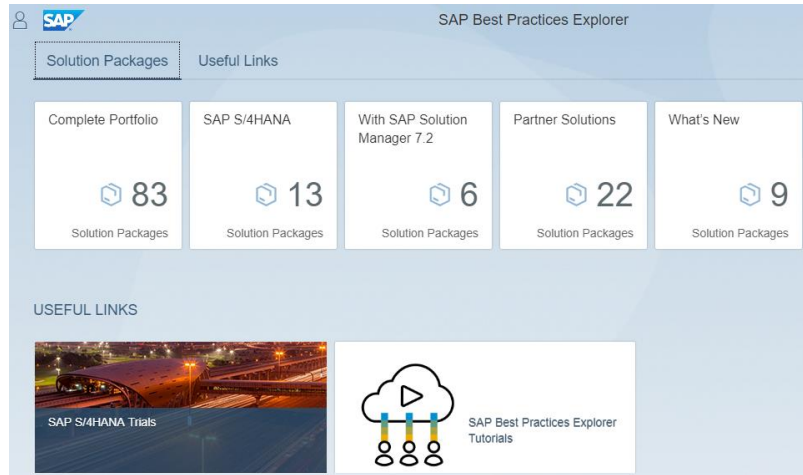 SAP
SAP Best Practices Explorer
Solution Packages
Useful Links
Complete Portfolio
83
Solution Packages
SAP S/4HANA
13
Solution Packages
With SAP Solution
Manager 7.2
6
Solution Packages
Partner Solutions
22
Solution Packages
What's New
9
Solution Packages
USEFUL LINKS
SAP S/4HANA Trials
SAP Best Practices Explorer
Tutorials